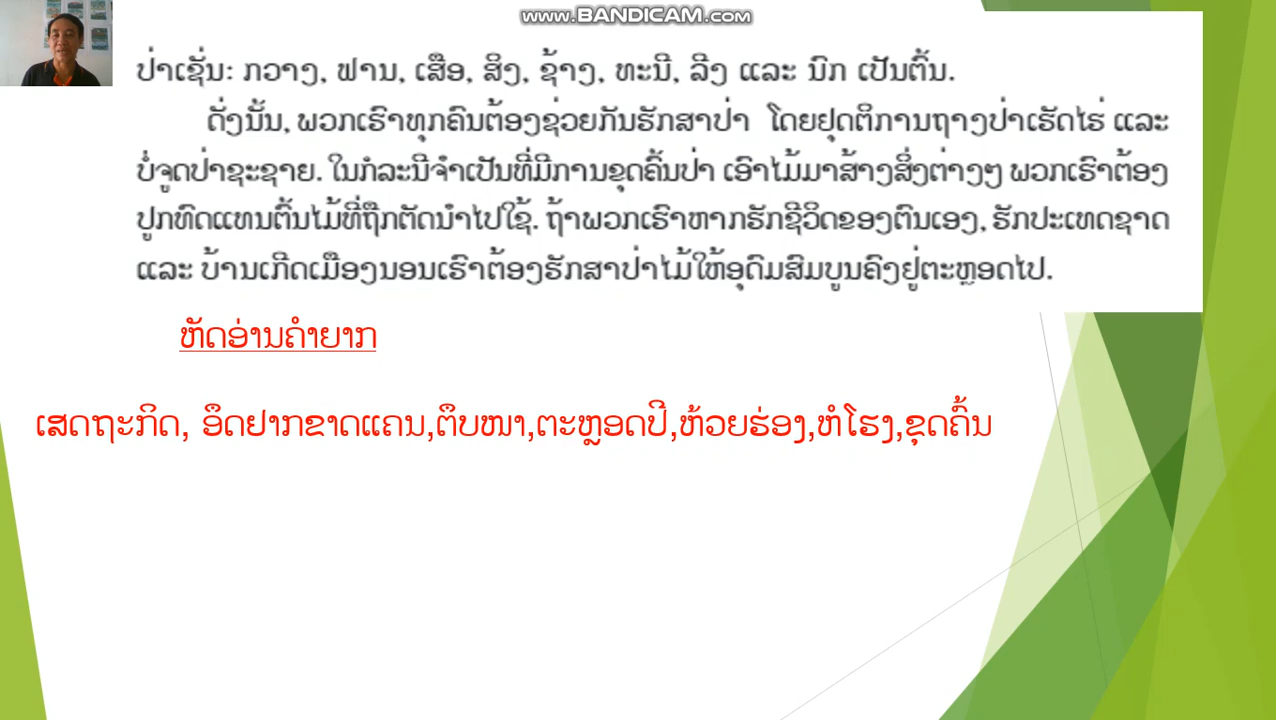 www.BANDICAM.com
ປ່າເຊັ່ນ: ກວາງ, ຟານ, ເສືອ, ສິງ, ຊ້າງ, ທະນີ, ລີງ ແລະ ນົກ ເປັນຕົ້ນ.
ດັ່ງນັ້ນ, ພວກເຮົາທຸກຄົນຕ້ອງຊ່ວຍກັນຮັກສາປ່າ ໂດຍຢຸດຕິການຖາງປ່າເຮັດໄຮ່ ແລະ
ບໍ່ຈູດປ່າຊະຊາຍ. ໃນກໍລະນີຈໍາເປັນທີ່ມີການຂຸດຄົ້ນປ່າ ເອົາໄມ້ມາສ້າງສິ່ງຕ່າງໆ ພວກເຮົາຕ້ອງ
ປູກທົດແທນຕົ້ນໄມ້ທີ່ຖືກຕັດນໍາໄປໃຊ້. ຖ້າພວກເຮົາຫາກຮັກຊີວິດຂອງຕົນເອງ, ຮັກປະເທດຊາດ
ແລະ ບ້ານເກີດເມືອງນອນເຮົາຕ້ອງຮັກສາປ່າໄມ້ໃຫ້ອຸດົມສົມບູນຄົງຢູ່ຕະຫຼອດໄປ.
ຫັດອ່ານຄໍາຍາກ
ເສດຖະກິດ, ອຶດຢາກຂາດແຄນ,ຕຶບໜາ,ຕະຫຼອດປີ,ຫ້ວຍຮ່ອງ,ຫໍໂຮງ,ຂຸດຄົ້ນ